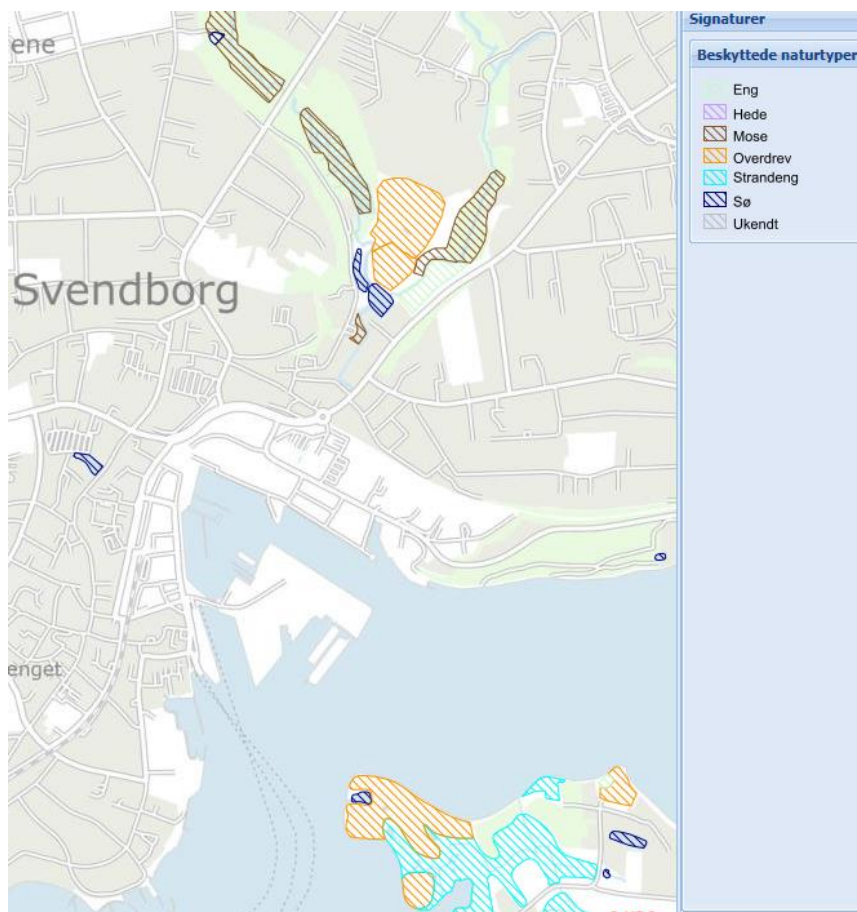 Signaturer
Beskyttede naturtyper
Eng
Hede
Mose
Overdrev
Strandeng
Sø
Ukendt
ene
Svendborg
enget